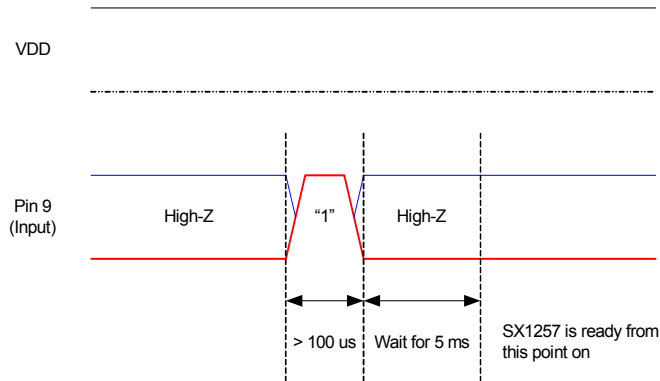 VDD
Pin 9
(Input)
High-Z
“1”
High-Z
> 100 us
Wait for 5 ms
SX1257 is ready from
this point on